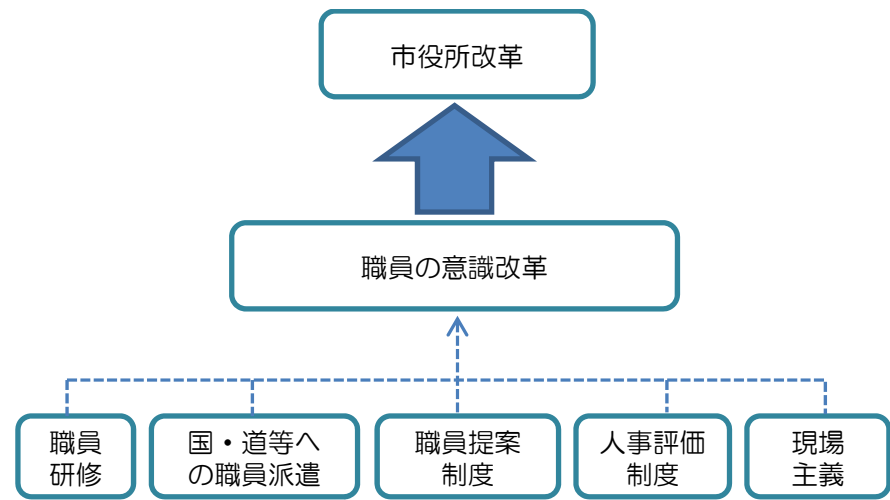 市役所改革
職員の意識改革
職員
研修
国・道等へ
の職員派遣
職員提案
制度
人事評価
制度
現場
主義